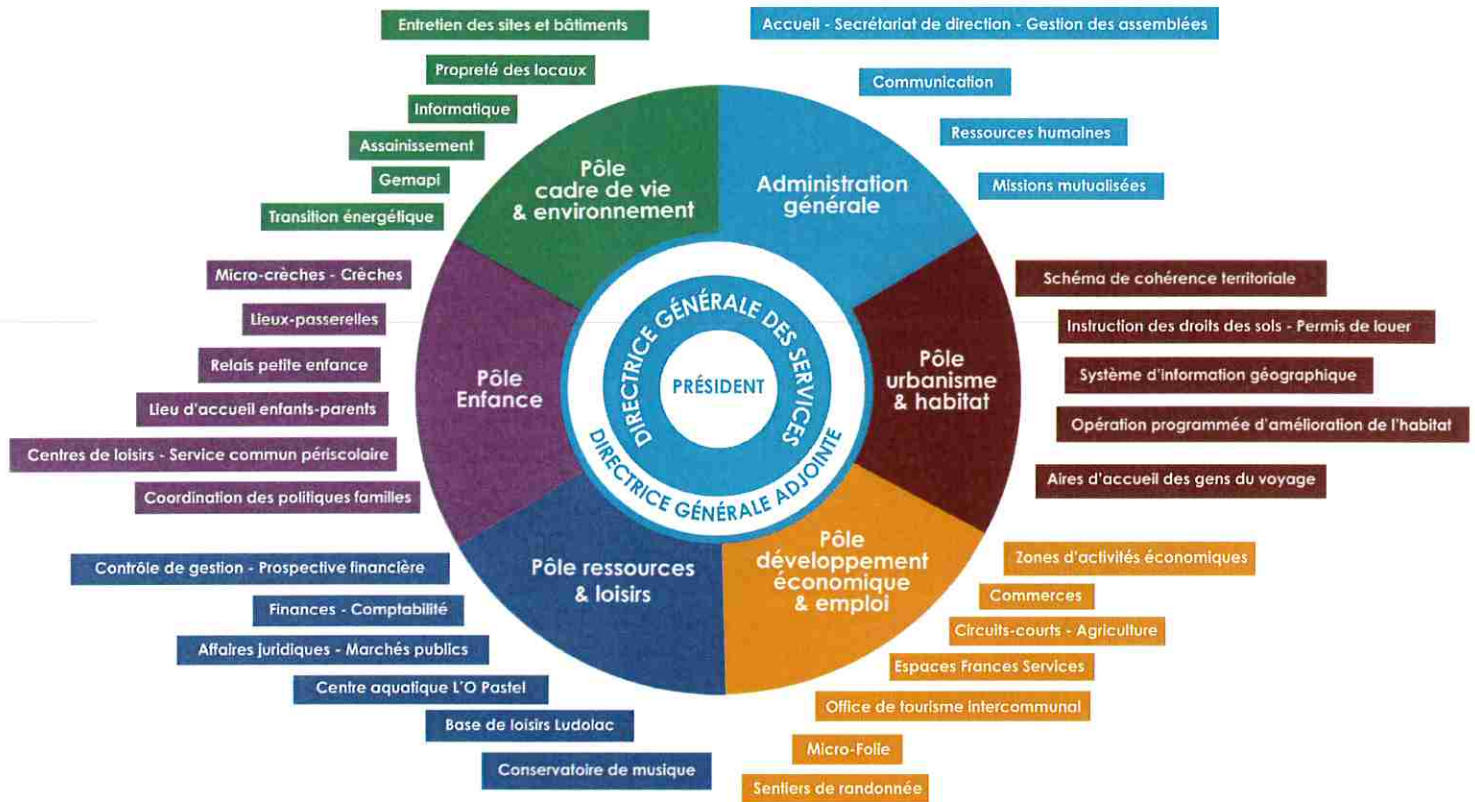 Entretien des sites et bâtiments
Propreté des locaux
Informatique
Assainissement
Gemapi
Transition énergétique
Pôle
cadre de vie
& environnement
Accueil - Secrétariat de direction - Gestion des assemblées
Communication
Ressources humaines
Missions mutualisées
Administration
générale
Schéma de cohérence territoriale
Instruction des droits des sols - Permis de louer
Système d'information géographique
Opération programmée d'amélioration de l'habitat
Aires d'accueil des gens du voyage
Pôle
urbanisme
& habitat
Micro-crèches - Crèches
Lieux-passerelles
Relais petite enfance
Lieu d'accueil enfants-parents
Centres de loisirs - Service commun périscolaire
Coordination des politiques familles
Pôle
Enfance
DIRECTRICE GÉNÉRALE DES SERVICES
PRÉSIDENT
DIRECTRICE GÉNÉRALE ADJOINTE
Contrôle de gestion - Prospective financière
Finances - Comptabilité
Affaires juridiques - Marchés publics
Centre aquatique L'O Pastel
Base de loisirs Ludolac
Conservatoire de musique
Pôle ressources
& loisirs
Pôle
développement
économique
& emploi
Zones d'activités économiques
Commerces
Circuits-courts - Agriculture
Espaces Frances Services
Office de tourisme intercommunal
Micro-Folie
Sentiers de randonnée